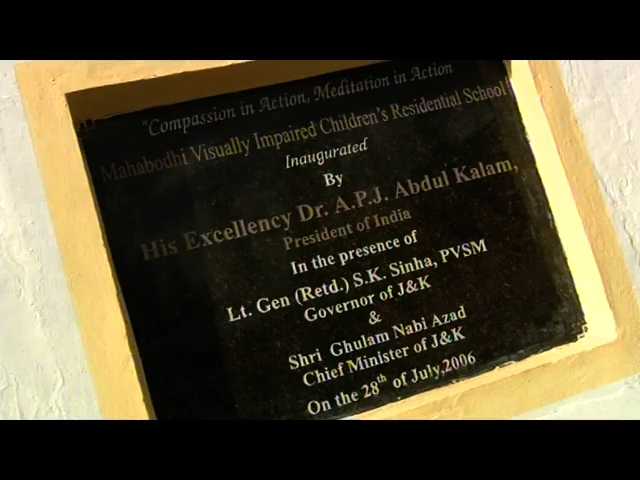 "Compassion in Action, Meditation in Action
Mahabodhi Visually Impaired Children's Residential School"
Inaugurated
By
His Excellency Dr. A.P.J. Abdul Kalam,
President of India
In the presence of
Lt. Gen (Retd.) S.K. Sinha, PVSM
Governor of J&K
&
Shri Ghulam Nabi Azad
Chief Minister of J&K
On the 28th of July,2006